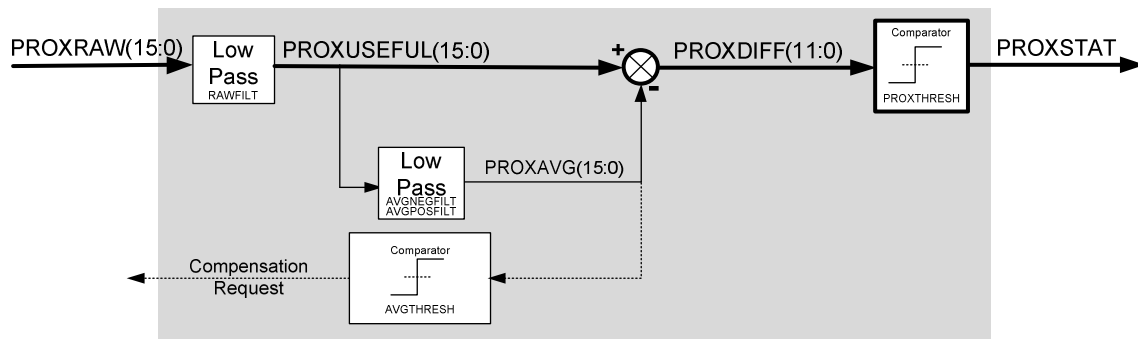 PROXRAW(15:0)
Low
Pass
RAWFILT
PROXUSEFUL(15:0)
+
-
PROXDIFF(11:0)
Comparator
PROXTHRESH
PROXSTAT
Low
Pass
AVGNEGFILT
AVGPOSFILT
PROXAVG(15:0)
Comparator
AVGTHRESH
Compensation
Request